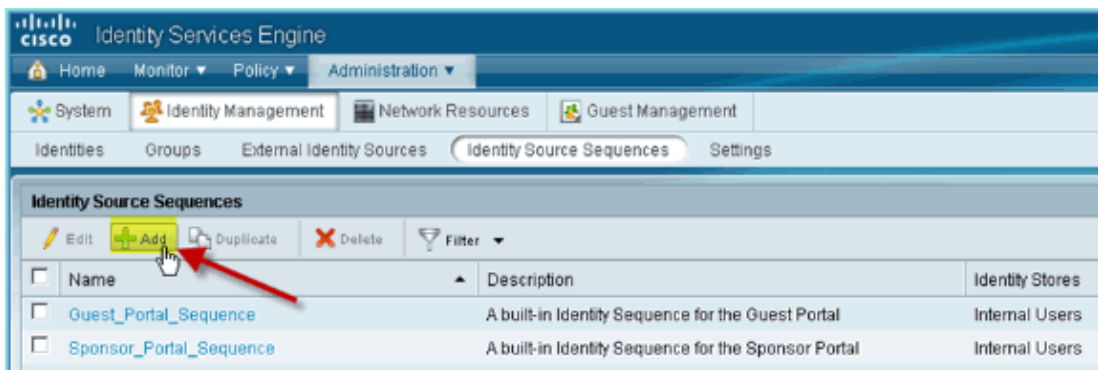 CISCO Identity Services Engine
Home Monitor Policy Administration
System Identity Management Network Resources Guest Management
Identities Groups External Identity Sources Identity Source Sequences Settings
Identity Source Sequences
Edit Add Duplicate Delete Filter
Name Description Identity Stores
Guest_Portal_Sequence A built-in Identity Sequence for the Guest Portal Internal Users
Sponsor_Portal_Sequence A built-in Identity Sequence for the Sponsor Portal Internal Users